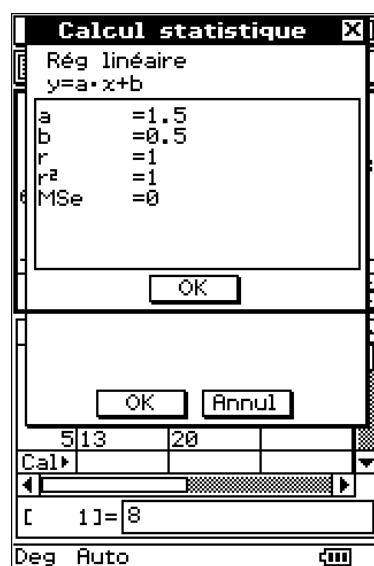 Calcul statistique
Rég linéaire
y=a·x+b
a =1.5
b =0.5
r =1
r² =1
MSe =0
OK
OK Annul
5 13 20
Cal
[ 1]= 8
Deg Auto